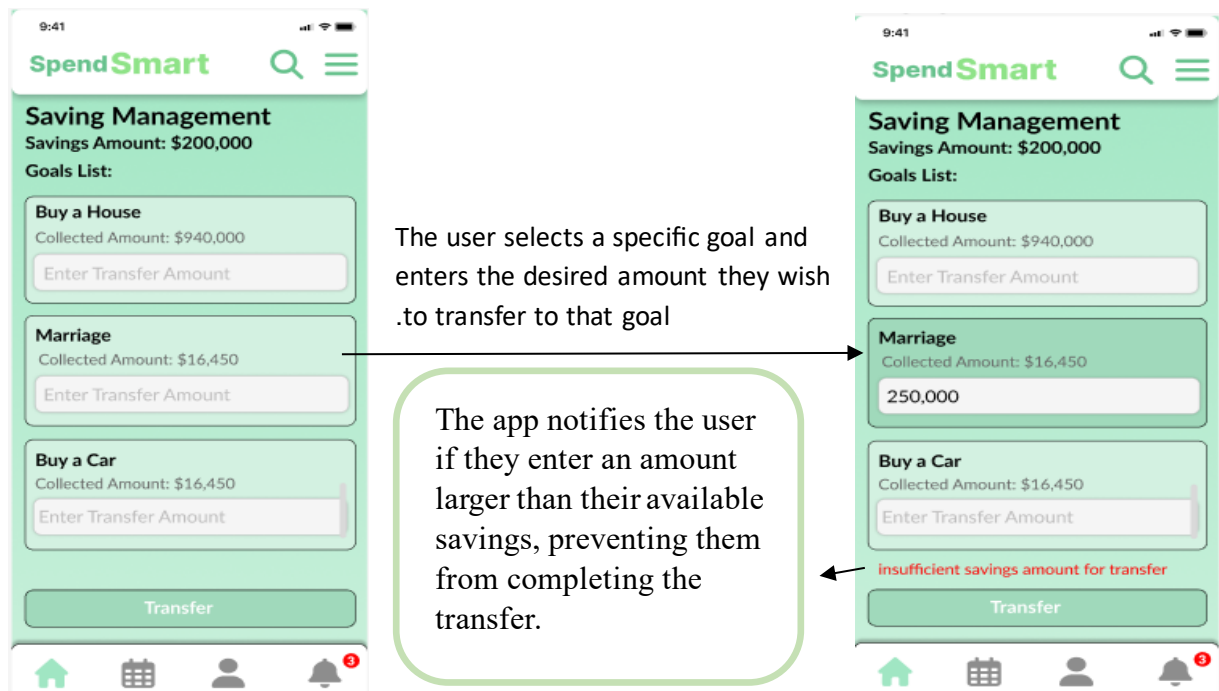 9:41
SpendSmart
Saving Management
Savings Amount: $200,000
Goals List:
Buy a House
Collected Amount: $940,000
Enter Transfer Amount
Marriage
Collected Amount: $16,450
Enter Transfer Amount
Buy a Car
Collected Amount: $16,450
Enter Transfer Amount
Transfer
3
The user selects a specific goal and
enters the desired amount they wish
.to transfer to that goal
The app notifies the user
if they enter an amount
larger than their available
savings, preventing them
from completing the
transfer.
9:41
SpendSmart
Saving Management
Savings Amount: $200,000
Goals List:
Buy a House
Collected Amount: $940,000
Enter Transfer Amount
Marriage
Collected Amount: $16,450
250,000
Buy a Car
Collected Amount: $16,450
Enter Transfer Amount
insufficient savings amount for transfer
Transfer
3